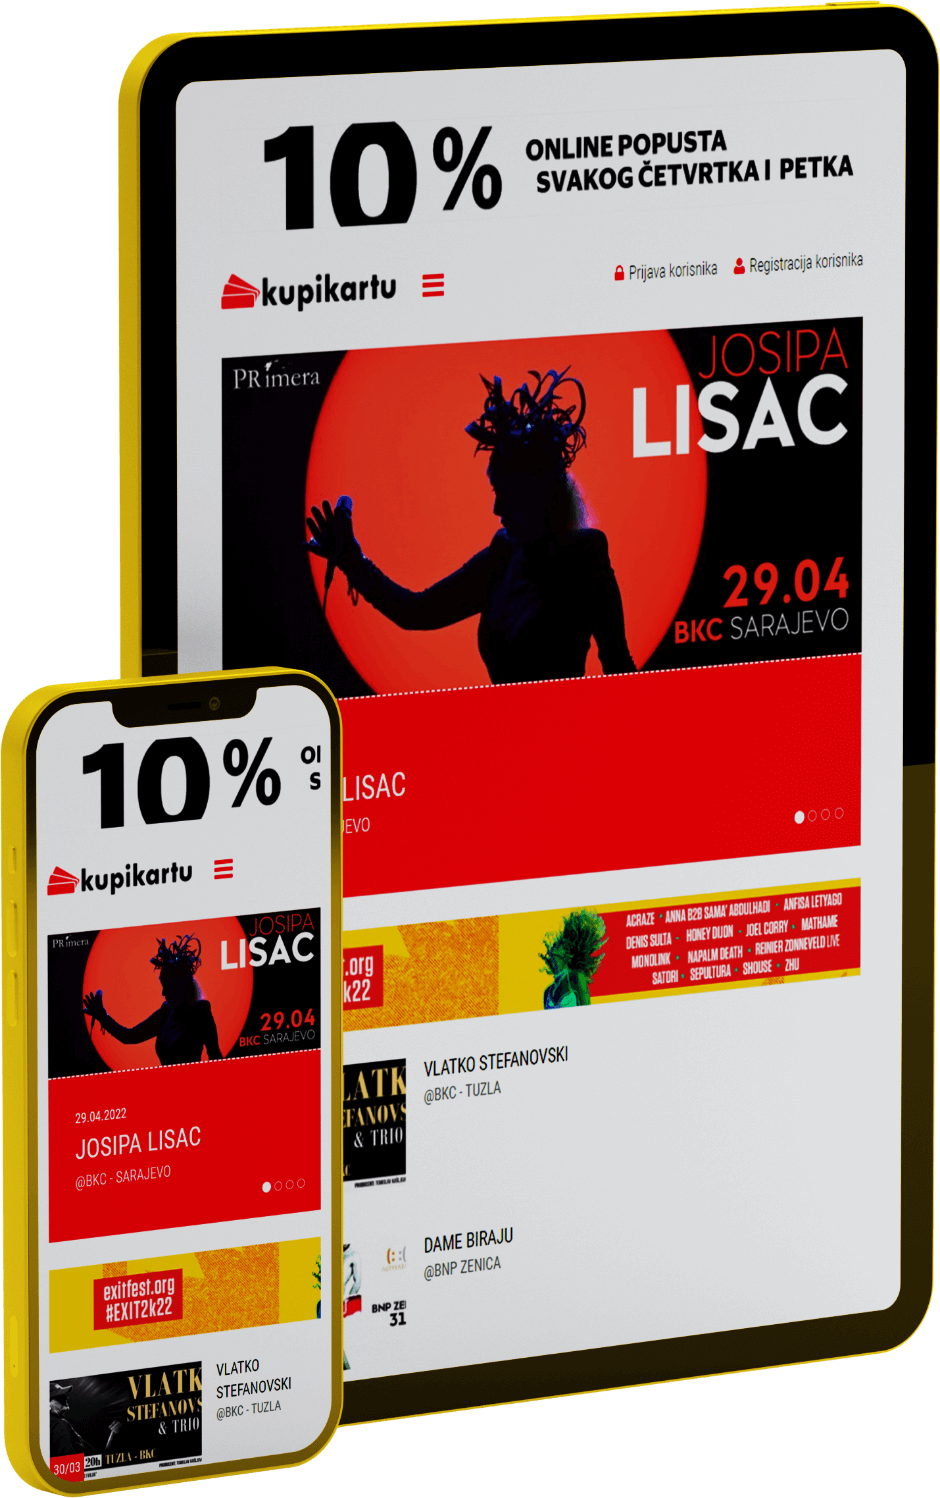 10%
ONLINE POPUSTA
SVAKOG ČETVRTKA I PETKA
kupikartu
Prijava korisnika
Registracija korisnika
PRimera
JOSIPA
LISAC
29.04
BKC SARAJEVO
LISAC
ACRAZE • ANNA B2B SAMA' ABDULHADI • ANFISA LETYAGO
DENIS SULTA • HONEY DIJON • JOEL CORRY • MATHAME
MONOLINK • NAPALM DEATH • REINIER ZONNEVELD LIVE
SATORI • SEPULTURA • SHOUSE • ZHU
.org
k22
VLATKO STEFANOVSKI
@BKC - TUZLA
LATK
EFANOVS
& TRIO
DAME BIRAJU
@BNP ZENICA
BNP ZE
31
10%
kupikartu
PRimera
JOSIPA
LISAC
29.04
BKC SARAJEVO
29.04.2022
JOSIPA LISAC
@BKC - SARAJEVO
exitfest.org
#EXIT2k22
VLATKO
STEFANOVSKI
@BKC - TUZLA
VLATK
STEFANOVS
& TRIO
30/03
20h
TUZLA - BKC